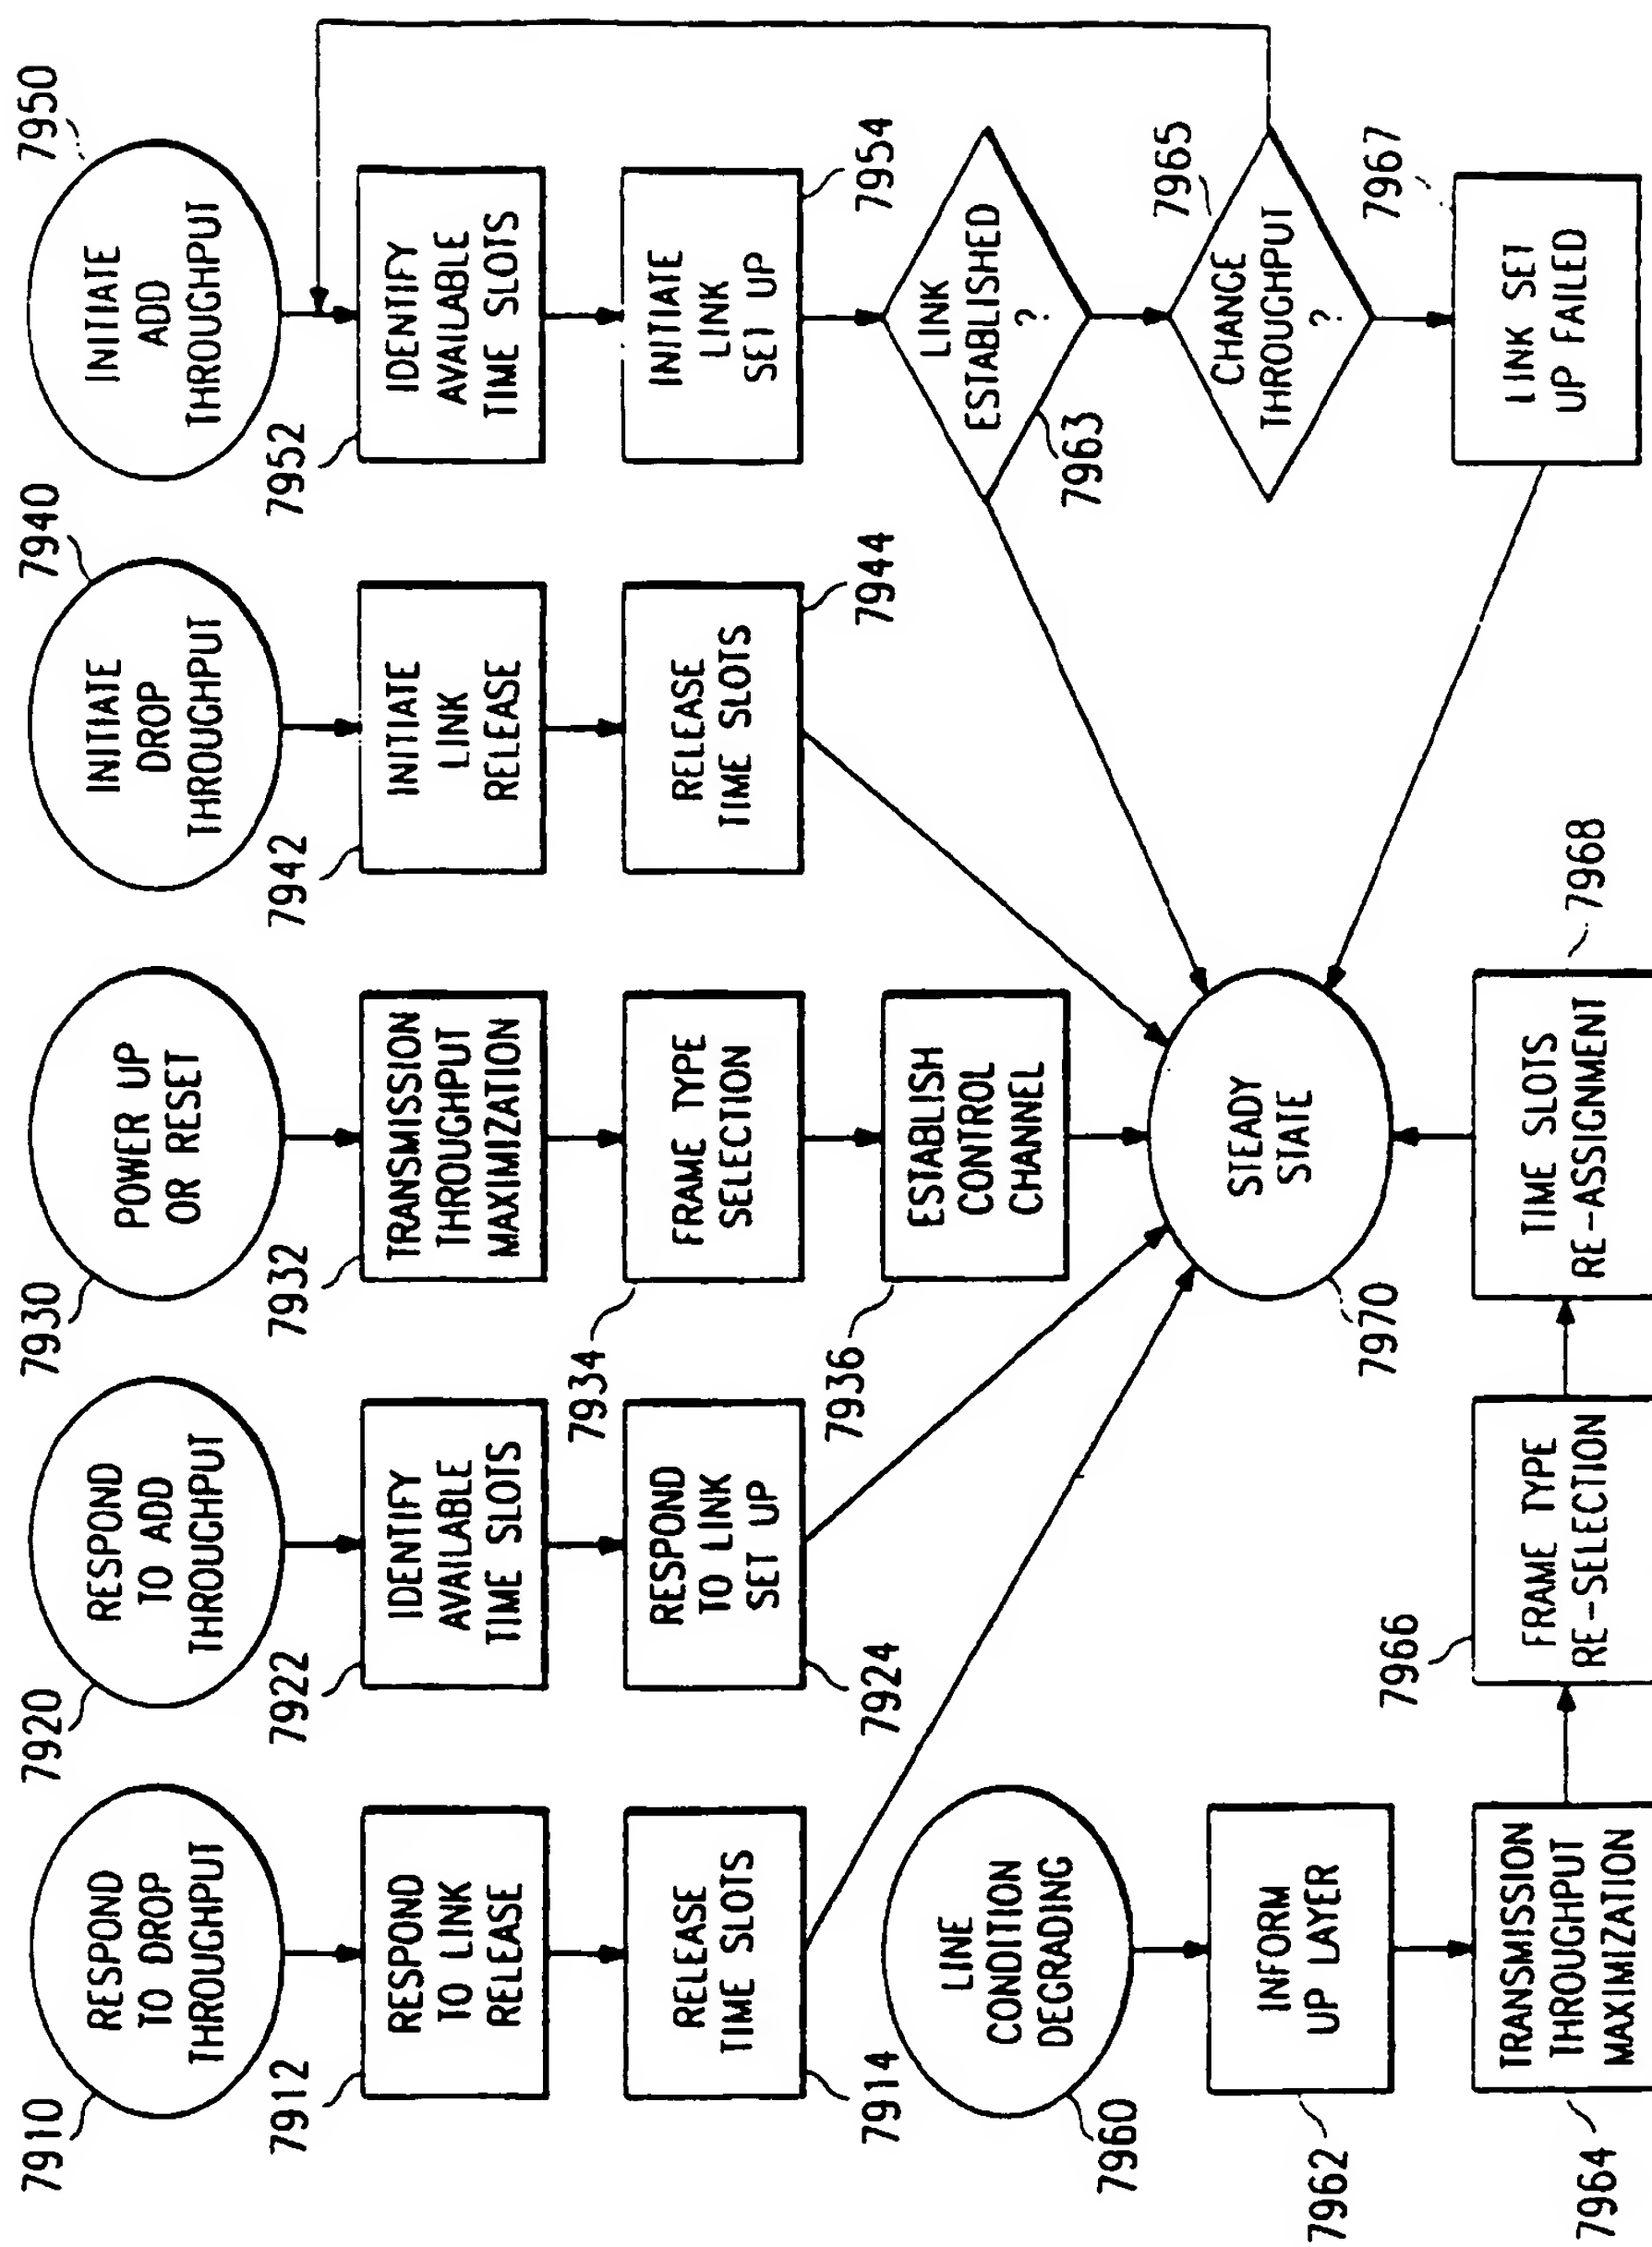 7910
RESPOND
TO DROP
THROUGHPUT
7912
RESPOND
TO LINK
RELEASE
RELEASE
TIME SLOTS
7914
7920
RESPOND
TO ADD
THROUGHPUT
7922
IDENTIFY
AVAILABLE
TIME SLOTS
RESPOND
TO LINK
SET UP
7924
7930
POWER UP
OR RESET
7932
TRANSMISSION
THROUGHPUT
MAXIMIZATION
7934
FRAME TYPE
SELECTION
7936
ESTABLISH
CONTROL
CHANNEL
7940
INITIATE
DROP
THROUGHPUT
7942
INITIATE
LINK
RELEASE
RELEASE
TIME SLOTS
7944
7950
INITIATE
ADD
THROUGHPUT
7952
IDENTIFY
AVAILABLE
TIME SLOTS
INITIATE
LINK
SET UP
7954
LINK
ESTABLISHED
?
7963
7965
CHANGE
THROUGHPUT
?
7967
LINK SET
UP FAILED
LINE
CONDITION
DEGRADING
7960
INFORM
UP LAYER
7962
TRANSMISSION
THROUGHPUT
MAXIMIZATION
7964
7966
FRAME TYPE
RE-SELECTION
TIME SLOTS
RE-ASSIGNMENT
7968
STEADY
STATE
7970